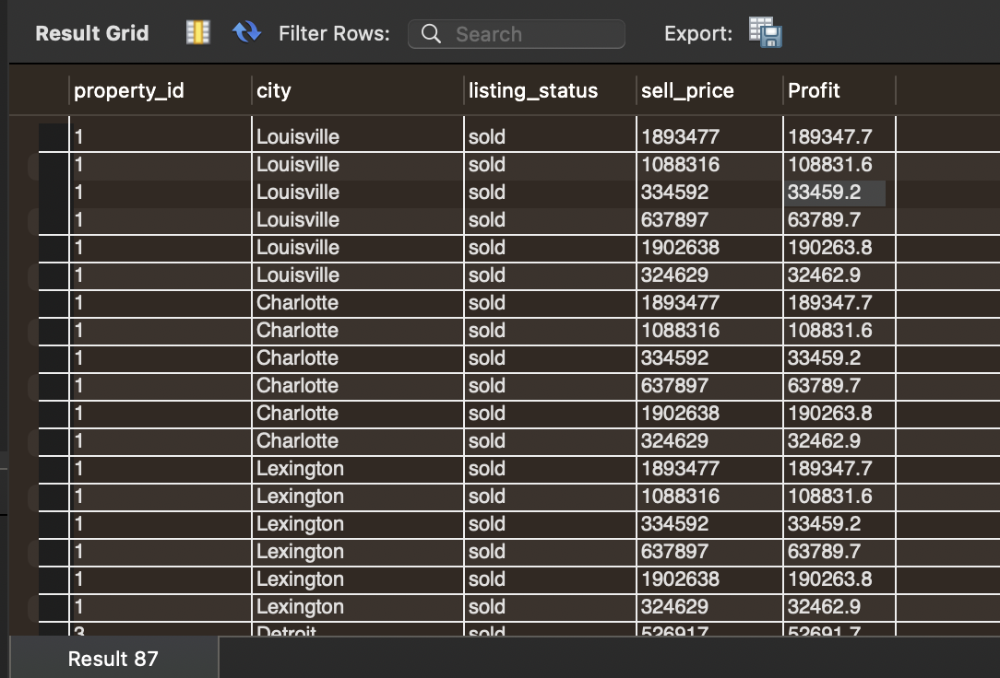 Result Grid Filter Rows: Search Export:
property_id city listing_status sell_price Profit
1 Louisville sold 1893477 189347.7
1 Louisville sold 1088316 108831.6
1 Louisville sold 334592 33459.2
1 Louisville sold 637897 63789.7
1 Louisville sold 1902638 190263.8
1 Louisville sold 324629 32462.9
1 Charlotte sold 1893477 189347.7
1 Charlotte sold 1088316 108831.6
1 Charlotte sold 334592 33459.2
1 Charlotte sold 637897 63789.7
1 Charlotte sold 1902638 190263.8
1 Charlotte sold 324629 32462.9
1 Lexington sold 1893477 189347.7
1 Lexington sold 1088316 108831.6
1 Lexington sold 334592 33459.2
1 Lexington sold 637897 63789.7
1 Lexington sold 1902638 190263.8
1 Lexington sold 324629 32462.9
3 Detroit sold 526917 52691.7
Result 87